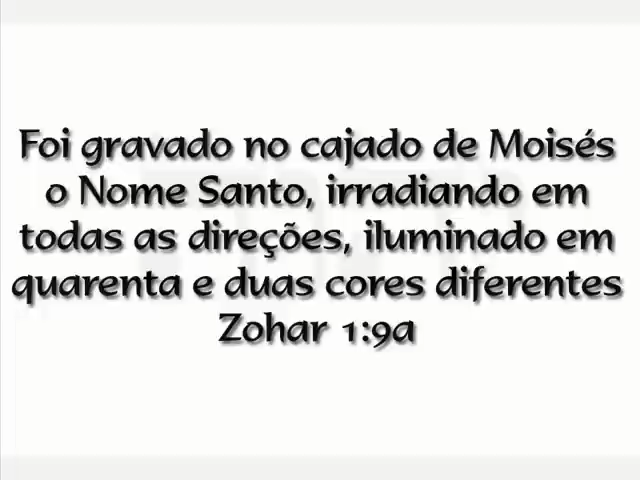 Foi gravado no cajado de Moisés
o Nome Santo, irradiando em
todas as direções, iluminado em
quarenta e duas cores diferentes
Zohar 1:9a